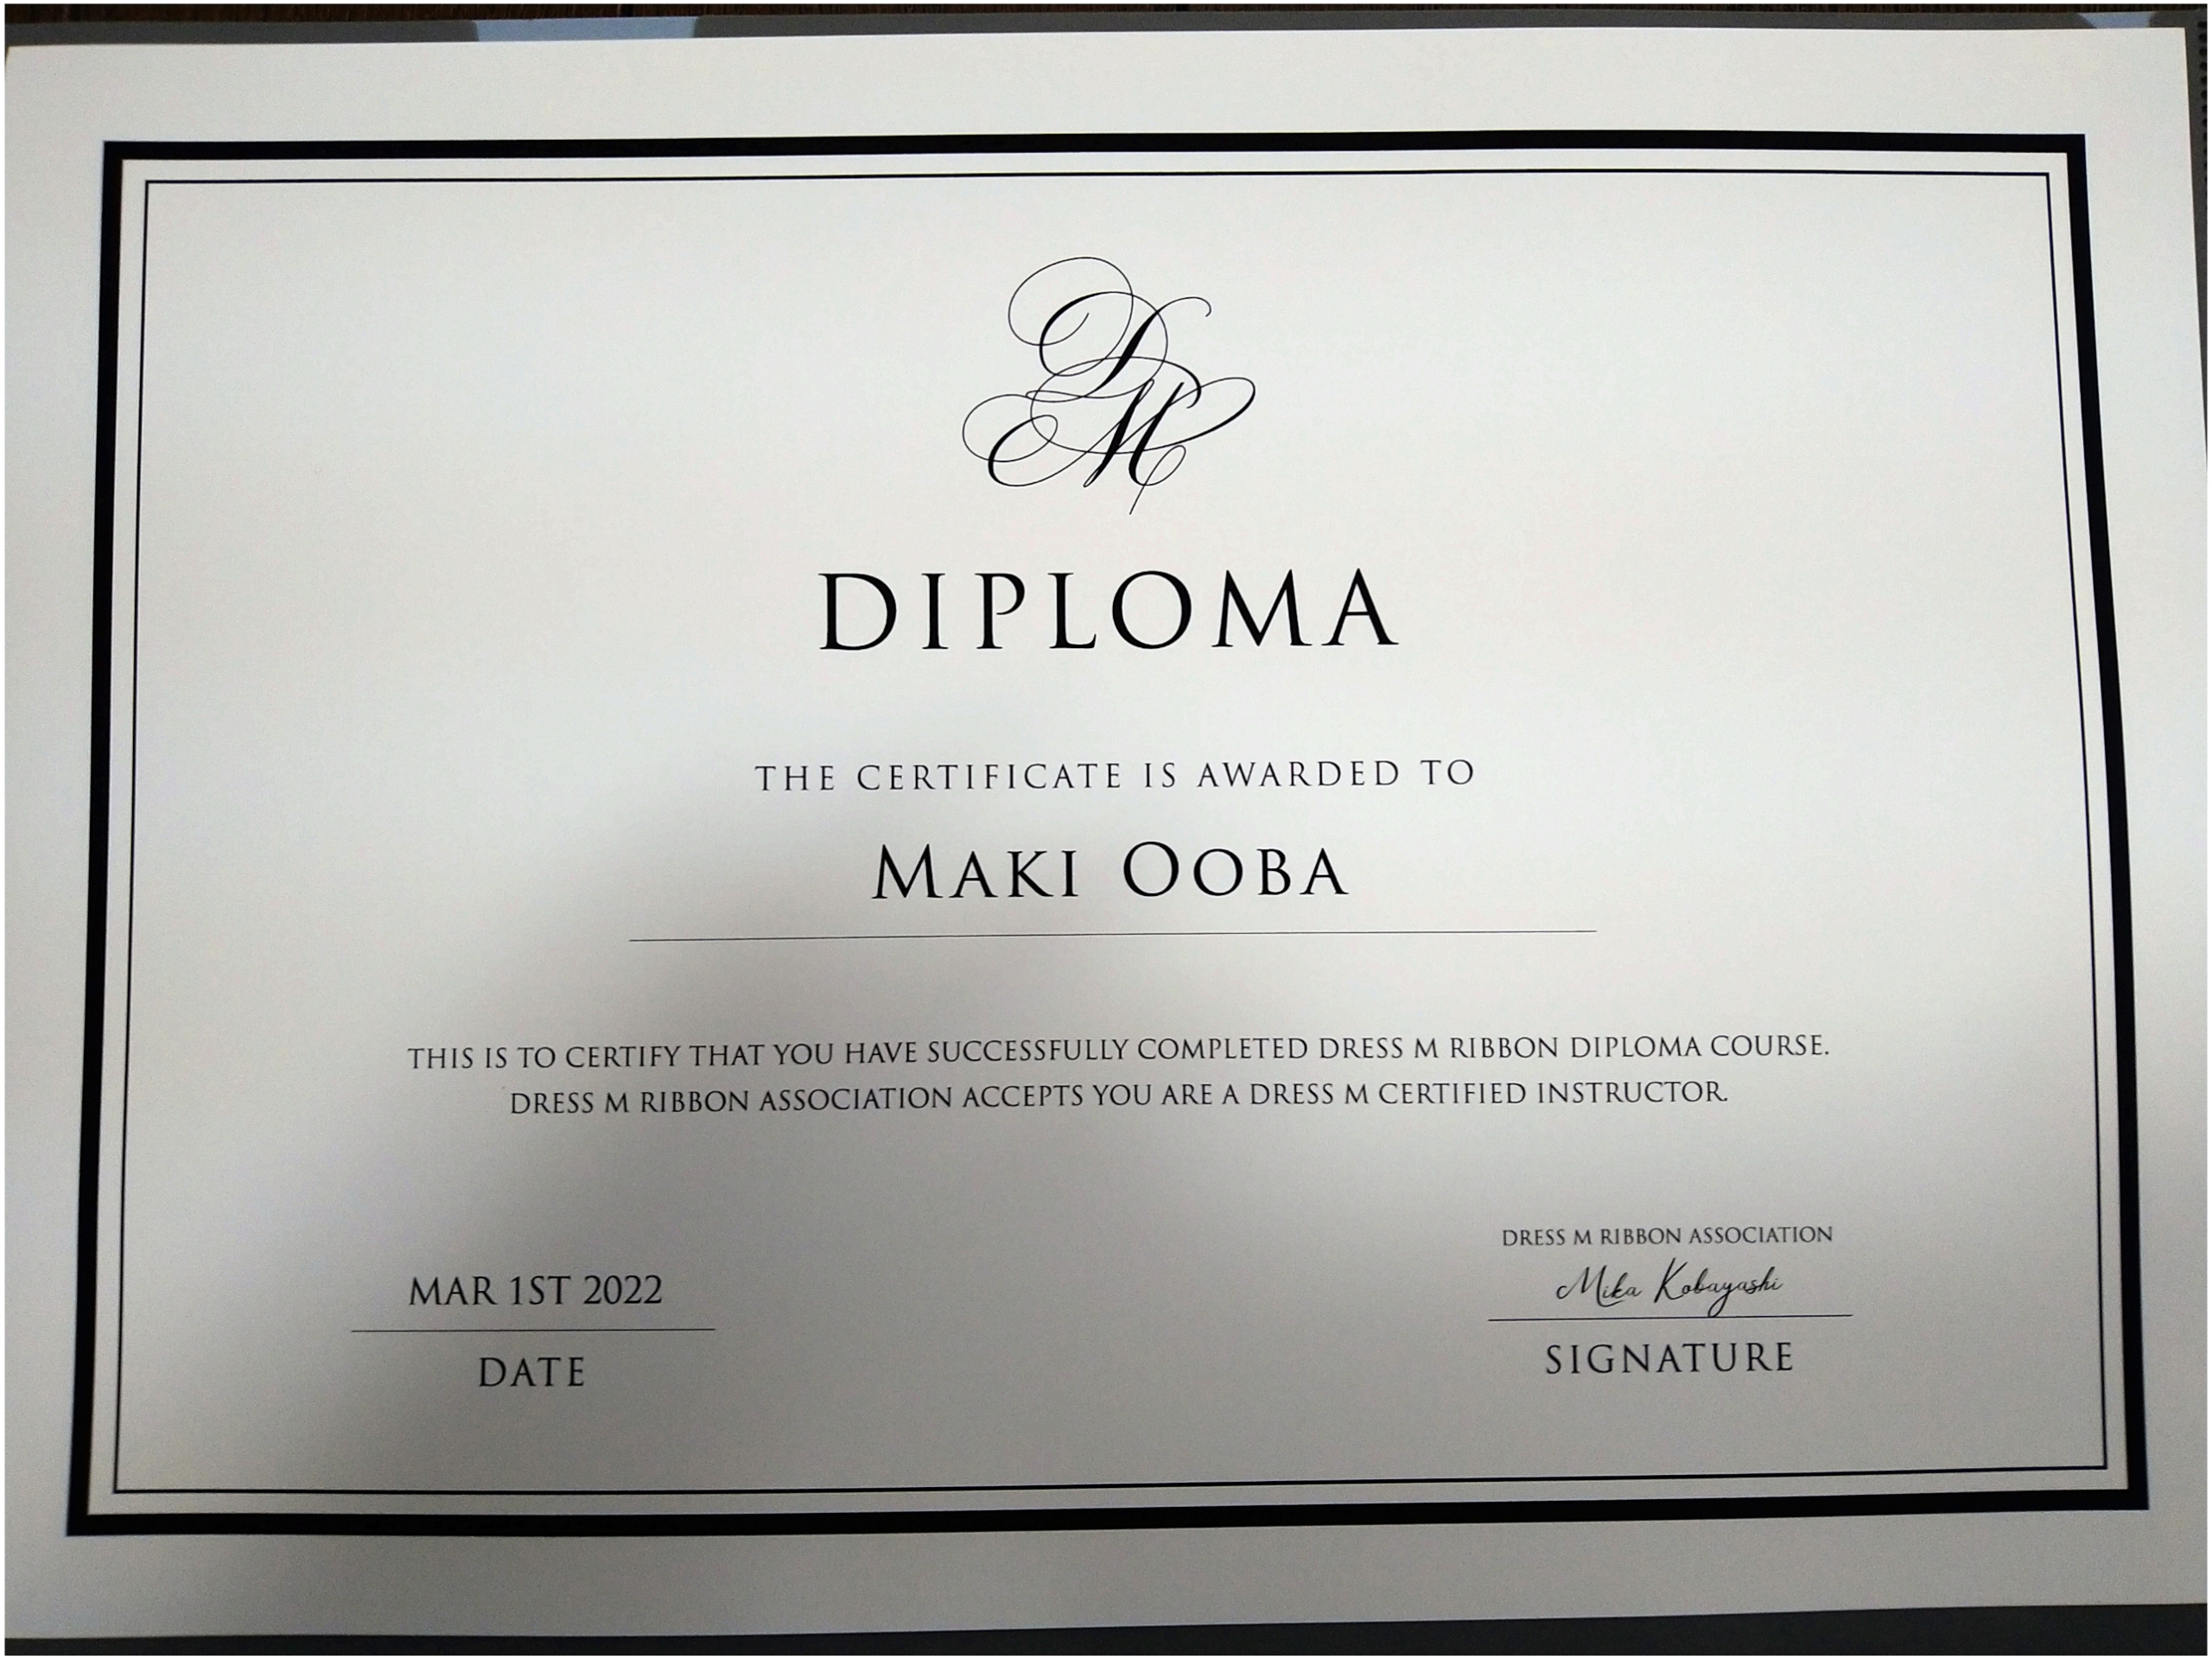 DM
DIPLOMA
THE CERTIFICATE IS AWARDED TO
MAKI OOBA
THIS IS TO CERTIFY THAT YOU HAVE SUCCESSFULLY COMPLETED DRESS M RIBBON DIPLOMA COURSE.
DRESS M RIBBON ASSOCIATION ACCEPTS YOU ARE A DRESS M CERTIFIED INSTRUCTOR.
MAR 1ST 2022
DATE
DRESS M RIBBON ASSOCIATION
Mika Kobayashi
SIGNATURE